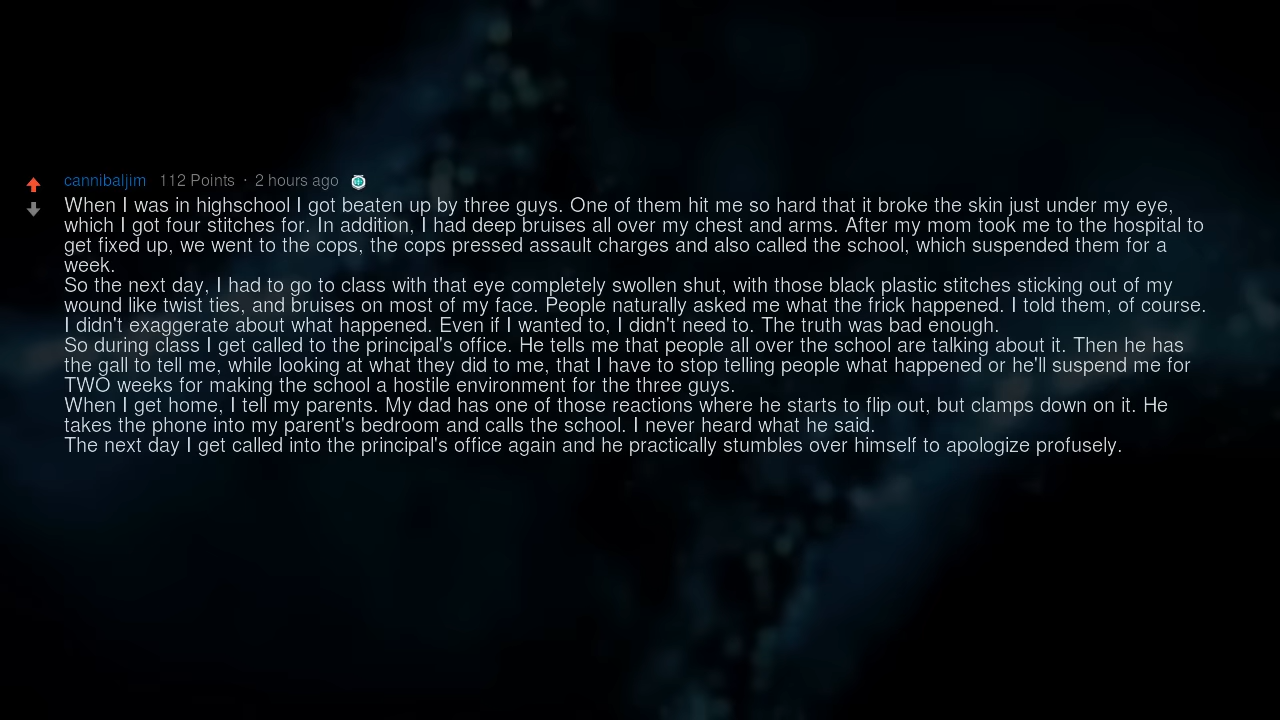 cannibaljim 112 Points · 2 hours ago
When I was in highschool I got beaten up by three guys. One of them hit me so hard that it broke the skin just under my eye,
which I got four stitches for. In addition, I had deep bruises all over my chest and arms. After my mom took me to the hospital to
get fixed up, we went to the cops, the cops pressed assault charges and also called the school, which suspended them for a
week.
So the next day, I had to go to class with that eye completely swollen shut, with those black plastic stitches sticking out of my
wound like twist ties, and bruises on most of my face. People naturally asked me what the frick happened. I told them, of course.
I didn't exaggerate about what happened. Even if I wanted to, I didn't need to. The truth was bad enough.
So during class I get called to the principal's office. He tells me that people all over the school are talking about it. Then he has
the gall to tell me, while looking at what they did to me, that I have to stop telling people what happened or he'll suspend me for
TWO weeks for making the school a hostile environment for the three guys.
When I get home, I tell my parents. My dad has one of those reactions where he starts to flip out, but clamps down on it. He
takes the phone into my parent's bedroom and calls the school. I never heard what he said.
The next day I get called into the principal's office again and he practically stumbles over himself to apologize profusely.